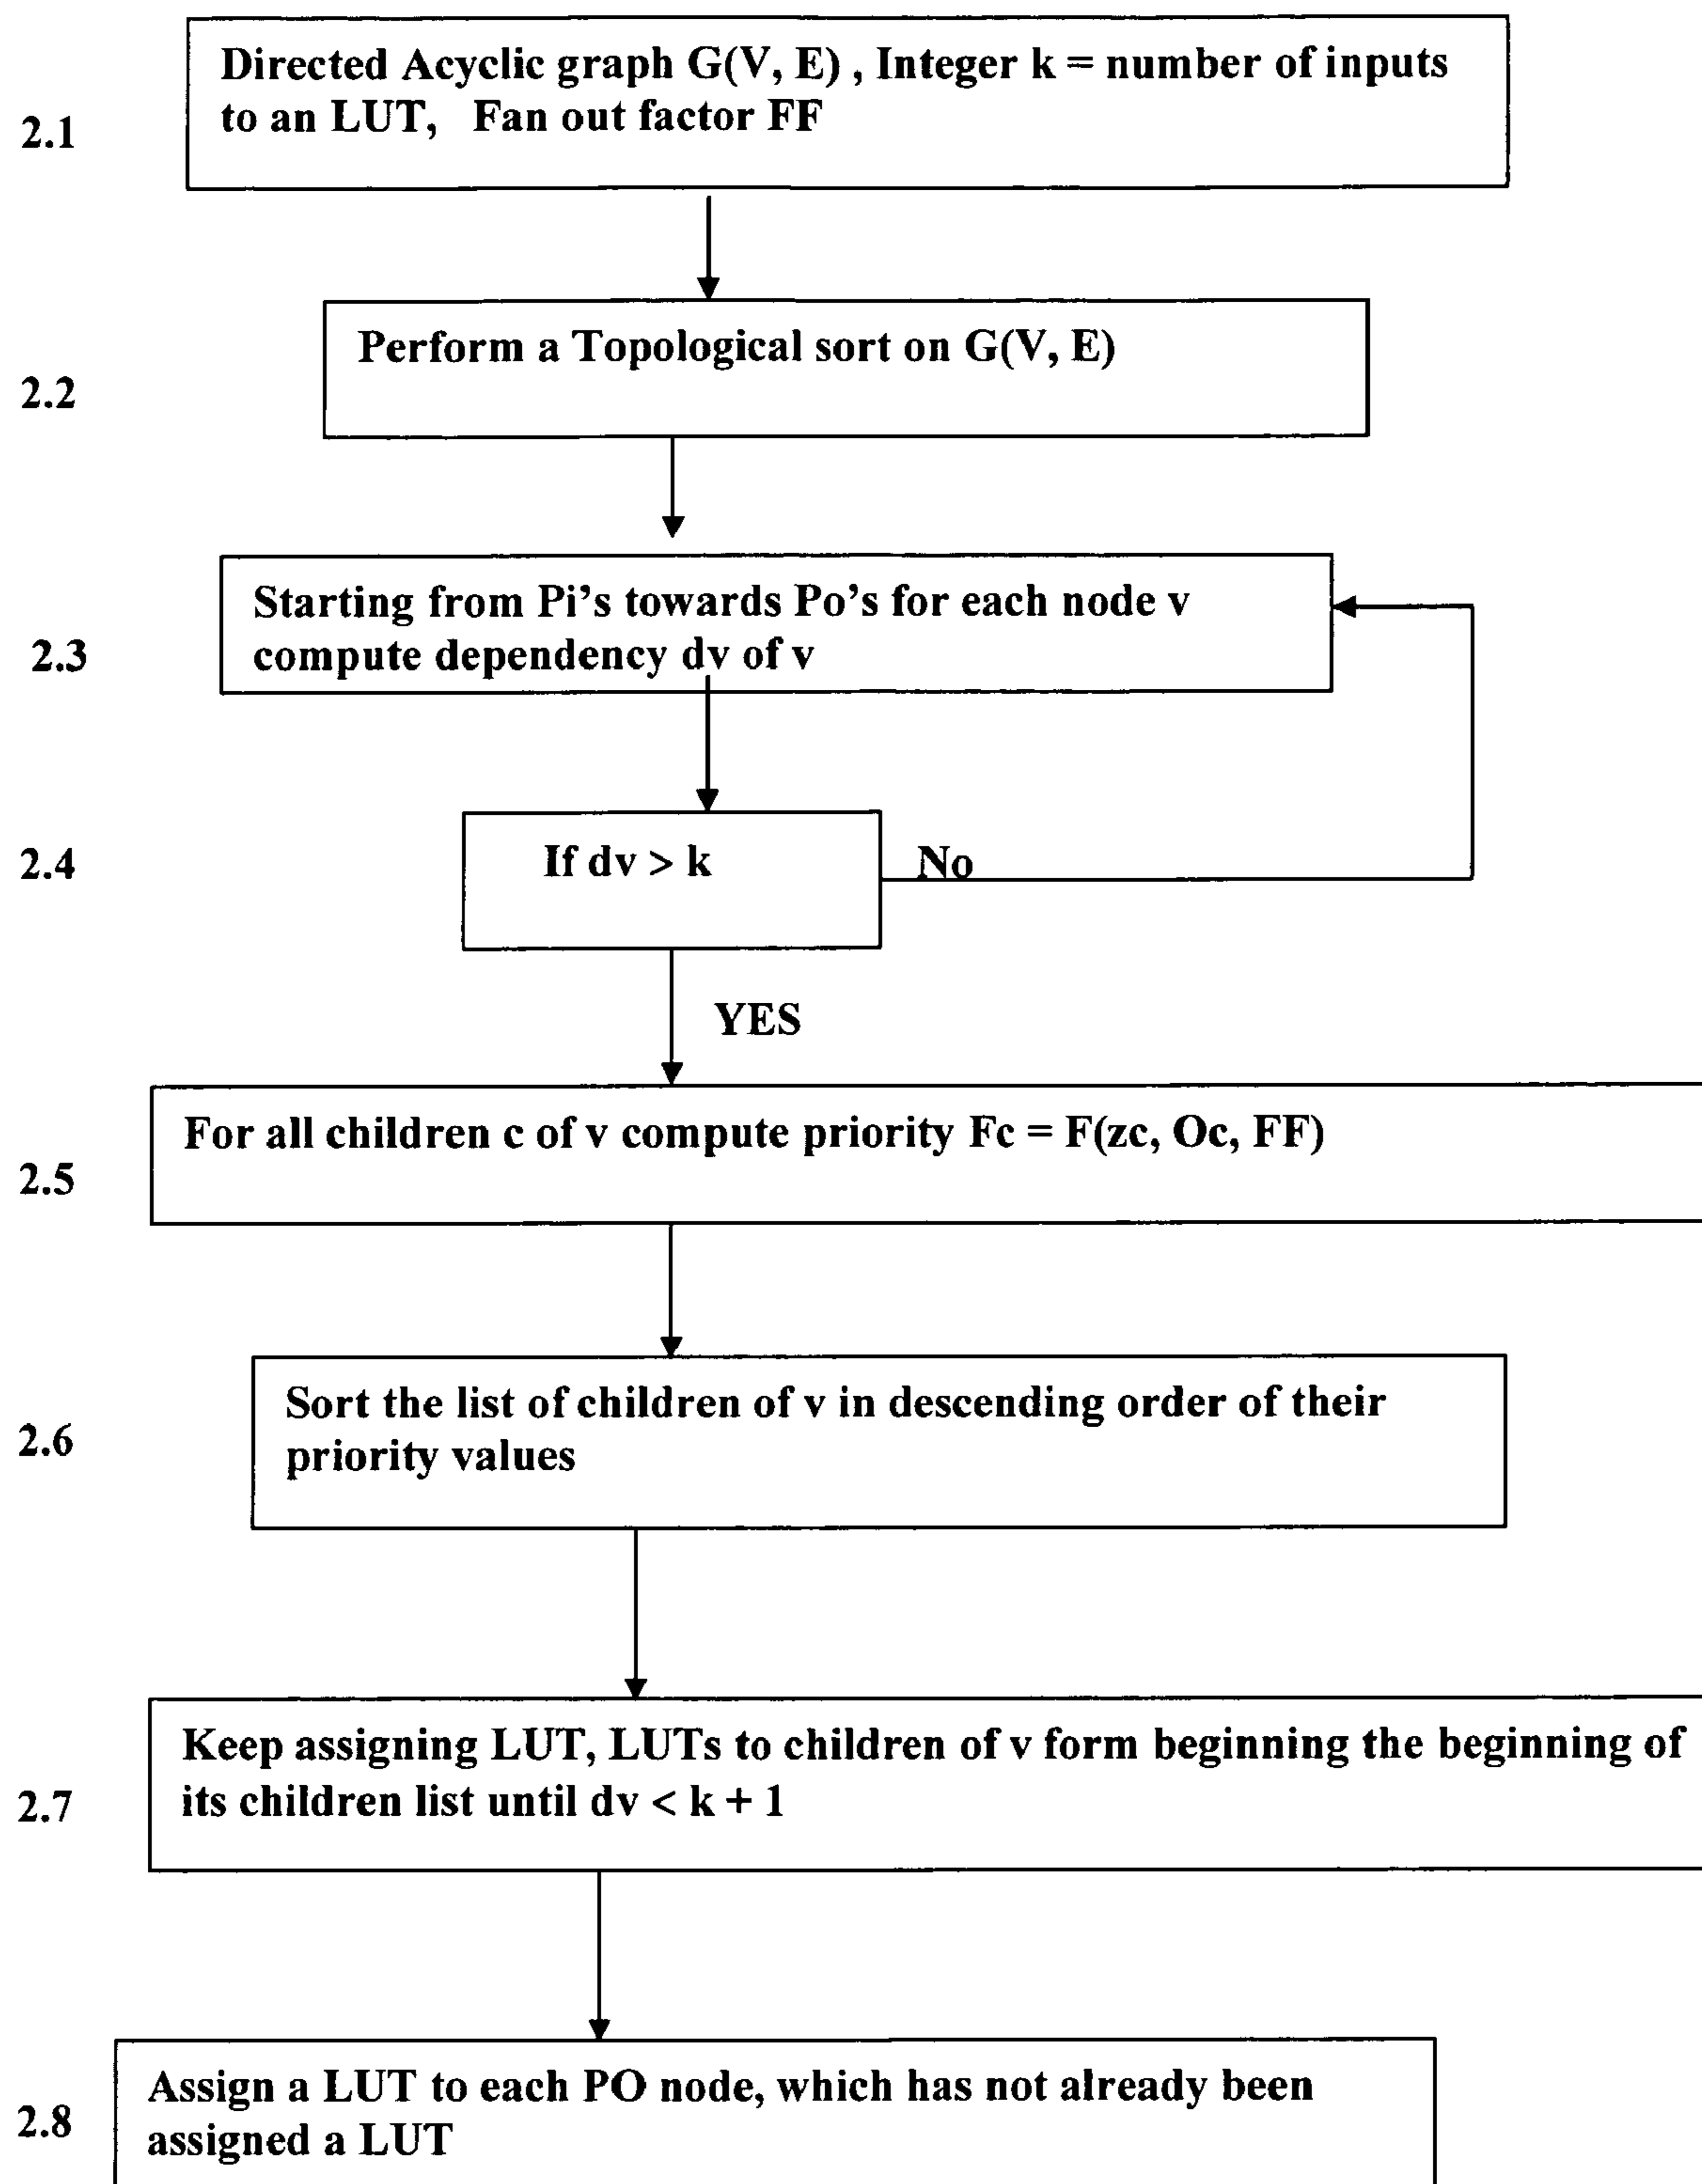 Directed Acyclic graph G(V, E) , Integer k = number of inputs
to an LUT, Fan out factor FF
2.1
Perform a Topological sort on G(V, E)
2.2
Starting from Pi's towards Po's for each node v
compute dependency dv of v
2.3
If dv > k
No
2.4
YES
For all children c of v compute priority Fc = F(zc, Oc, FF)
2.5
Sort the list of children of v in descending order of their
priority values
2.6
Keep assigning LUT, LUTs to children of v form beginning the beginning of
its children list until dv < k + 1
2.7
Assign a LUT to each PO node, which has not already been
assigned a LUT
2.8